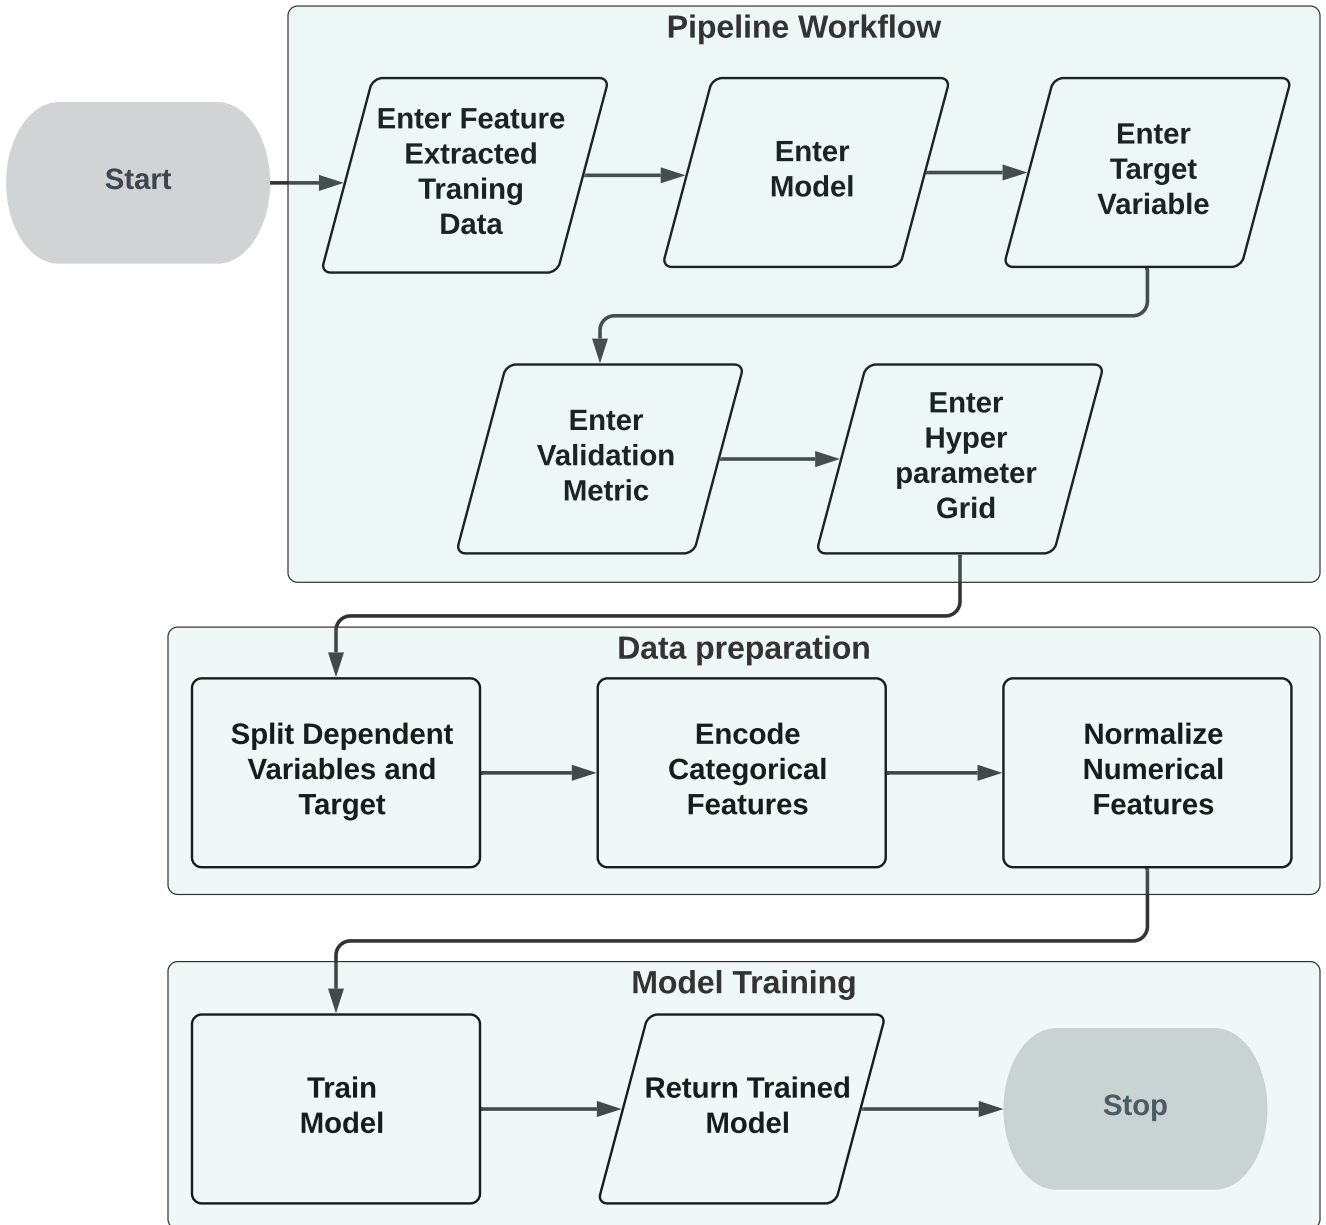 Pipeline Workflow
Start
Enter Feature
Extracted
Traning
Data
Enter
Model
Enter
Target
Variable
Enter
Validation
Metric
Enter
Hyper
parameter
Grid
Data preparation
Split Dependent
Variables and
Target
Encode
Categorical
Features
Normalize
Numerical
Features
Model Training
Train
Model
Return Trained
Model
Stop